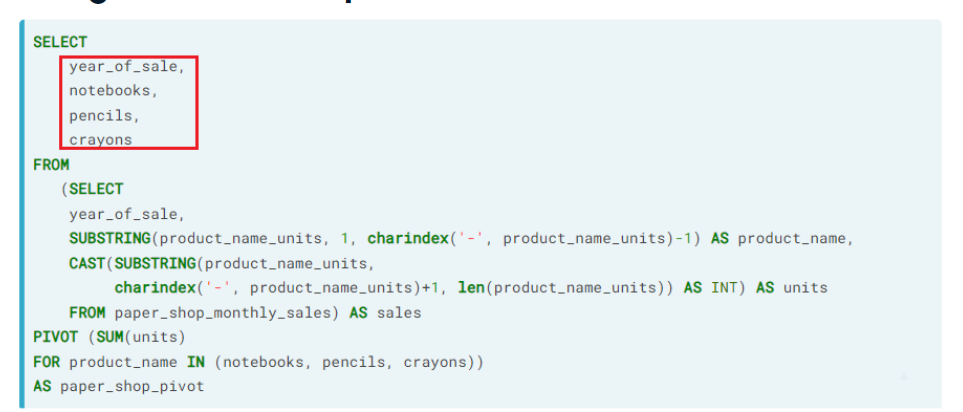 SELECT
year_of_sale,
notebooks,
pencils,
crayons
FROM
(SELECT
year_of_sale,
SUBSTRING(product_name_units, 1, charindex('-', product_name_units)-1) AS product_name,
CAST(SUBSTRING(product_name_units,
charindex('-', product_name_units)+1, len(product_name_units)) AS INT) AS units
FROM paper_shop_monthly_sales) AS sales
PIVOT (SUM(units)
FOR product_name IN (notebooks, pencils, crayons))
AS paper_shop_pivot